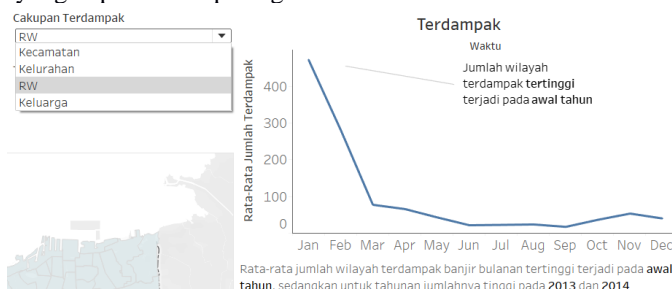 Cakupan Terdampak
RW
Kecamatan
Kelurahan
RW
Keluarga
Terdampak
Waktu
Jumlah wilayah
terdampak tertinggi
terjadi pada awal tahun
Rata-Rata Jumlah Terdampak
400
300
200
100
0
Jan Feb Mar Apr May Jun Jul Aug Sep Oct Nov Dec
Rata-rata jumlah wilayah terdampak banjir bulanan tertinggi terjadi pada awal
tahun, sedangkan untuk tahunan jumlahnya tinggi pada 2013 dan 2014